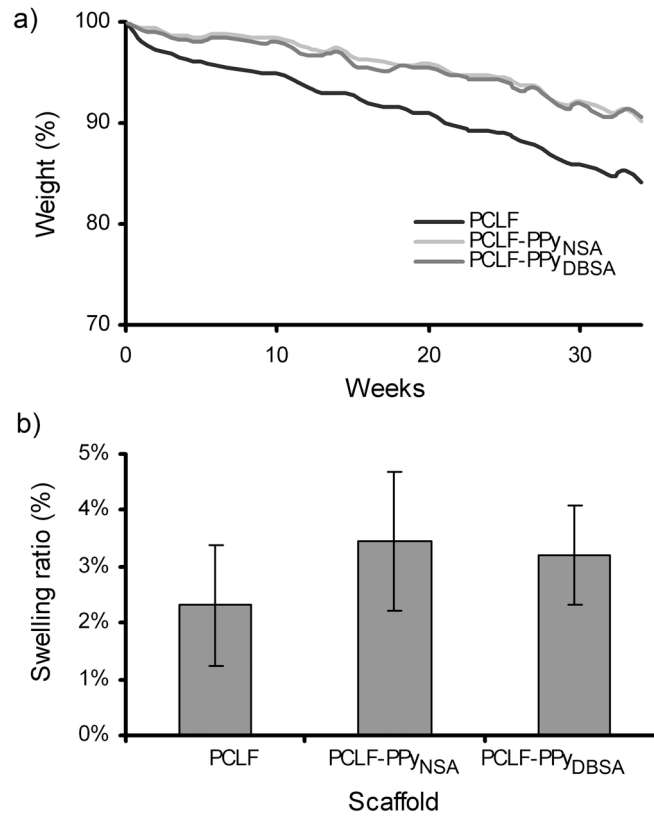 a)
100
90
80
70
Weight (%)
PCLF
PCLF-PPyNSA
PCLF-PPyDBSA
0 10 20 30
Weeks
b)
5%
4%
3%
2%
1%
0%
Swelling ratio (%)
PCLF PCLF-PPyNSA PCLF-PPyDBSA
Scaffold